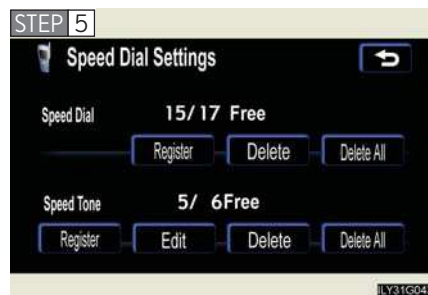 STEP 5
Speed Dial Settings
Speed Dial 15/17 Free
Register Delete Delete All
Speed Tone 5/ 6Free
Register Edit Delete Delete All
ILY31G04